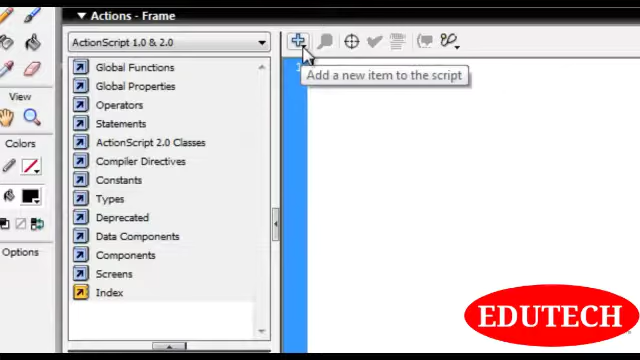 Actions - Frame
ActionScript 1.0 & 2.0
Add a new item to the script
1
Global Functions
Global Properties
Operators
Statements
ActionScript 2.0 Classes
Compiler Directives
Constants
Types
Deprecated
Data Components
Components
Screens
Index
View
Colors
Options
EDUTECH